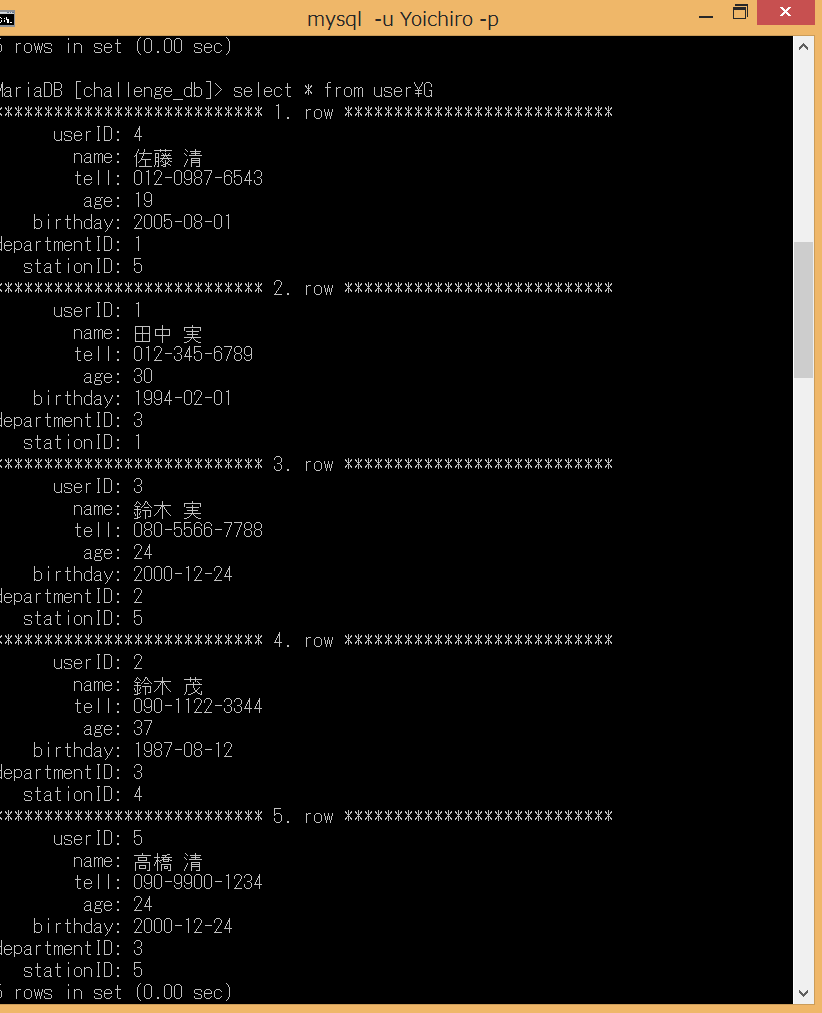 mysql  -u Yoichiro -p
5 rows in set (0.00 sec)
MariaDB [challenge_db]> select * from user¥G
*************************** 1. row ***************************
userID: 4
name: 佐藤 清
tell: 012-0987-6543
age: 19
birthday: 2005-08-01
departmentID: 1
stationID: 5
*************************** 2. row ***************************
userID: 1
name: 田中 実
tell: 012-345-6789
age: 30
birthday: 1994-02-01
departmentID: 3
stationID: 1
*************************** 3. row ***************************
userID: 3
name: 鈴木 実
tell: 080-5566-7788
age: 24
birthday: 2000-12-24
departmentID: 2
stationID: 5
*************************** 4. row ***************************
userID: 2
name: 鈴木 茂
tell: 090-1122-3344
age: 37
birthday: 1987-08-12
departmentID: 3
stationID: 4
*************************** 5. row ***************************
userID: 5
name: 高橋 清
tell: 090-9900-1234
age: 24
birthday: 2000-12-24
departmentID: 3
stationID: 5
5 rows in set (0.00 sec)